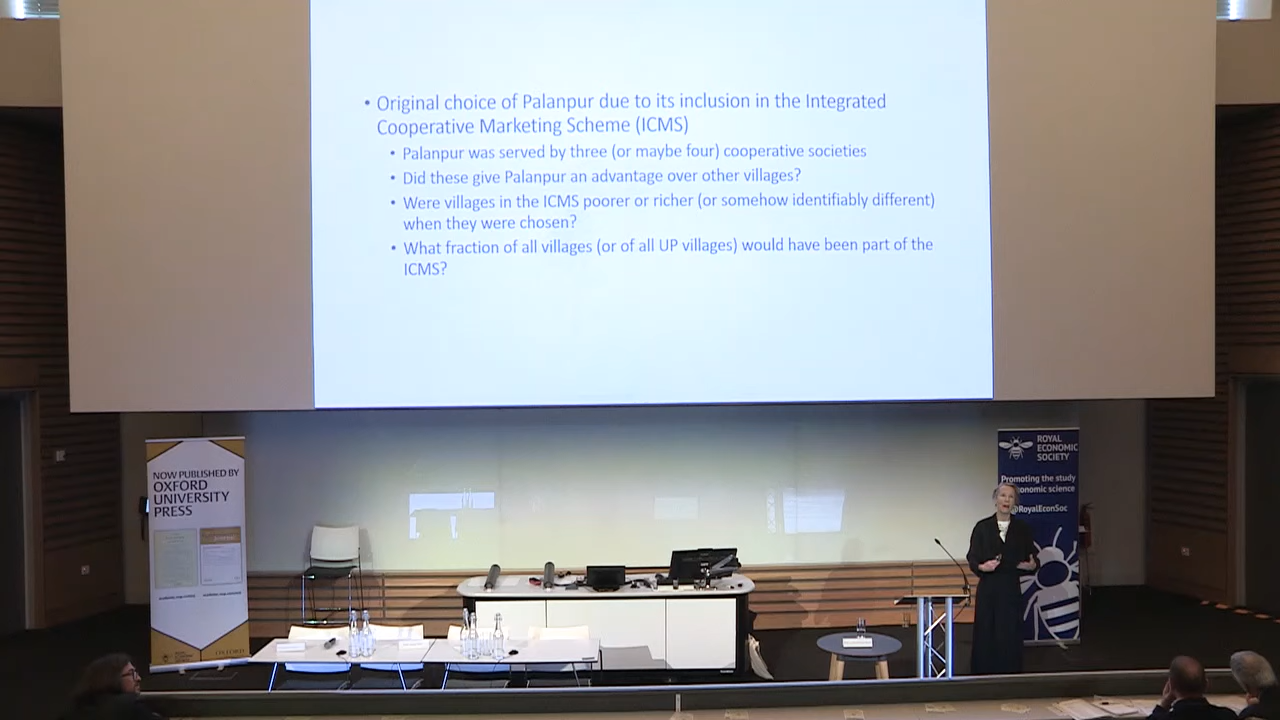 • Original choice of Palanpur due to its inclusion in the Integrated
Cooperative Marketing Scheme (ICMS)
• Palanpur was served by three (or maybe four) cooperative societies
• Did these give Palanpur an advantage over other villages?
• Were villages in the ICMS poorer or richer (or somehow identifiably different)
when they were chosen?
• What fraction of all villages (or of all UP villages) would have been part of the
ICMS?
NOW PUBLISHED BY
OXFORD
UNIVERSITY
PRESS
OXFORD
ROYAL
ECONOMIC
SOCIETY
Promoting the study
economic science
@RoyalEconSoc